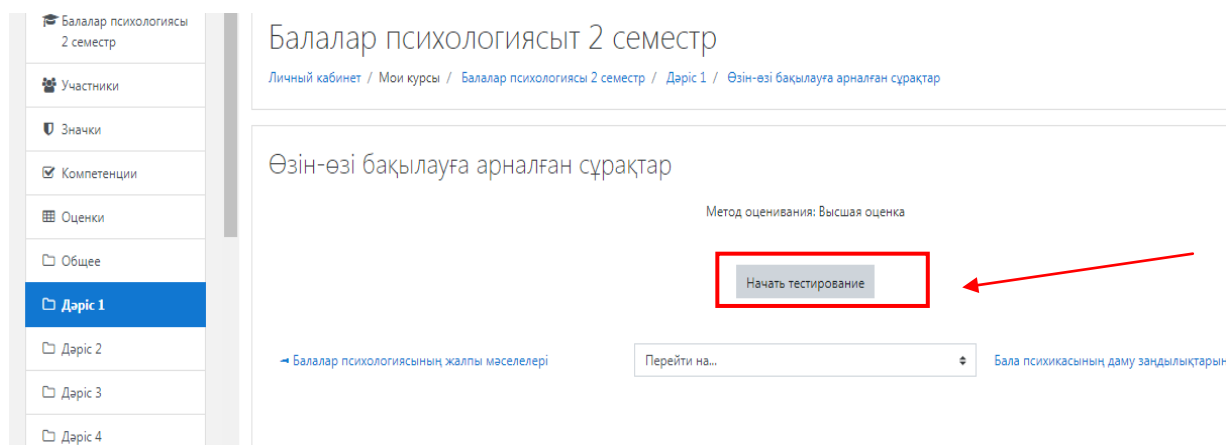 Балалар психологиясы
2 семестр
Участники
Значки
Компетенции
Оценки
Общее
Дәріс 1
Дәріс 2
Дәріс 3
Дәріс 4
Балалар психологиясыт 2 семестр
Личный кабинет / Мои курсы / Балалар психологиясы 2 семестр / Дәріс 1 / Өзін-өзі бақылауға арналған сұрақтар
Өзін-өзі бақылауға арналған сұрақтар
Метод оценивания: Высшая оценка
Начать тестирование
◄ Балалар психологиясының жалпы мәселелері
Перейти на...
Бала психикасының даму заңдылықтарын